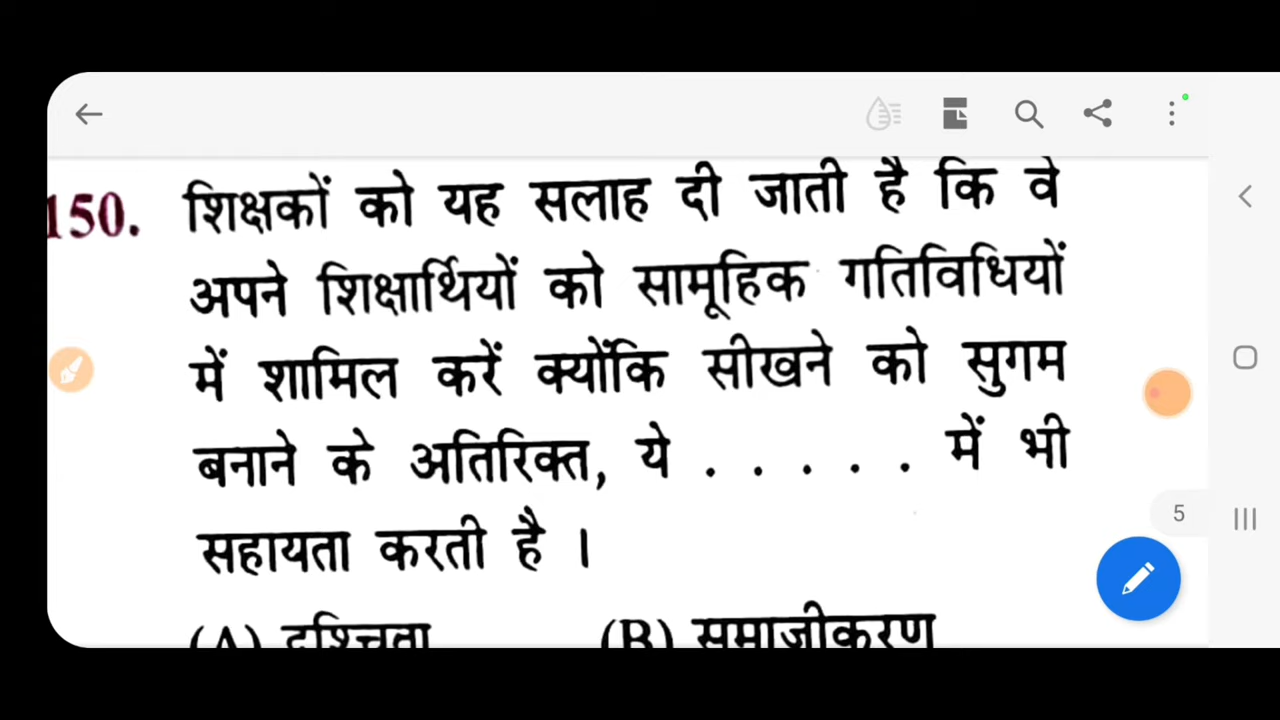 150. शिक्षकों को यह सलाह दी जाती है कि वे
अपने शिक्षार्थियों को सामूहिक गतिविधियों
में शामिल करें क्योंकि सीखने को सुगम
बनाने के अतिरिक्त, ये . . . . . में भी
सहायता करती है ।
5
(A) दुश्चिता (B) समाजीकरण